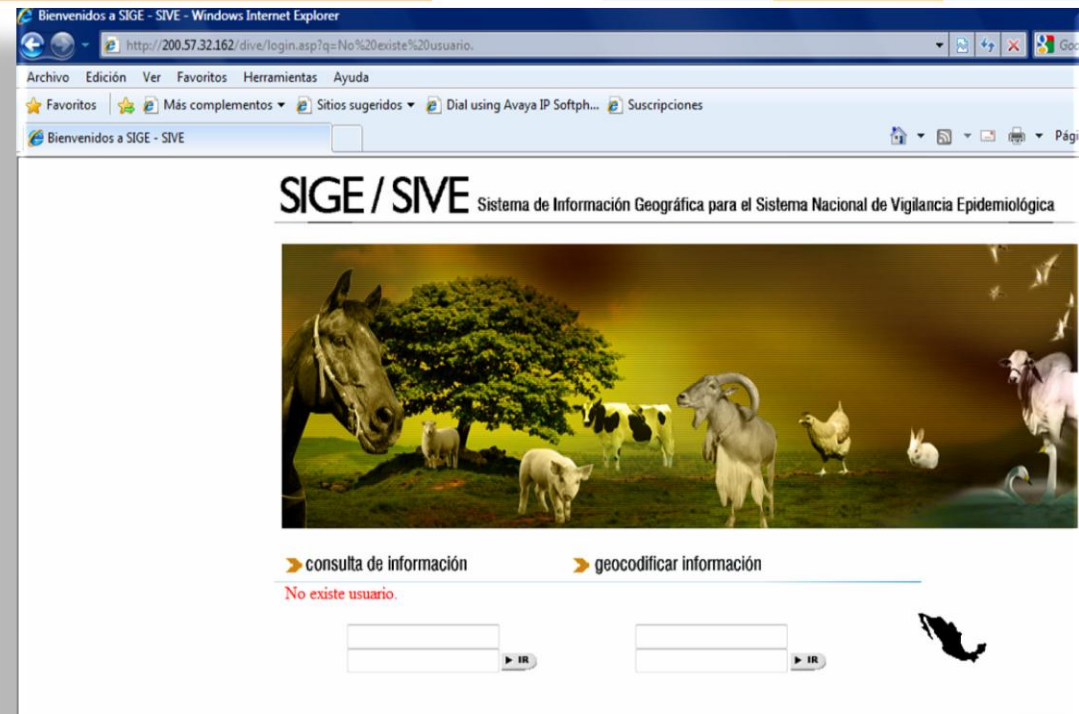 Bienvenidos a SIGE - SIVE - Windows Internet Explorer
http://200.57.32.162/dive/login.asp?q=No%20existe%20usuario.
Archivo Edición Ver Favoritos Herramientas Ayuda
Favoritos Más complementos Sitios sugeridos Dial using Avaya IP Softph... Suscripciones
Bienvenidos a SIGE - SIVE
SIGE / SIVE Sistema de Información Geográfica para el Sistema Nacional de Vigilancia Epidemiológica
consulta de información geocodificar información
No existe usuario.
IR IR